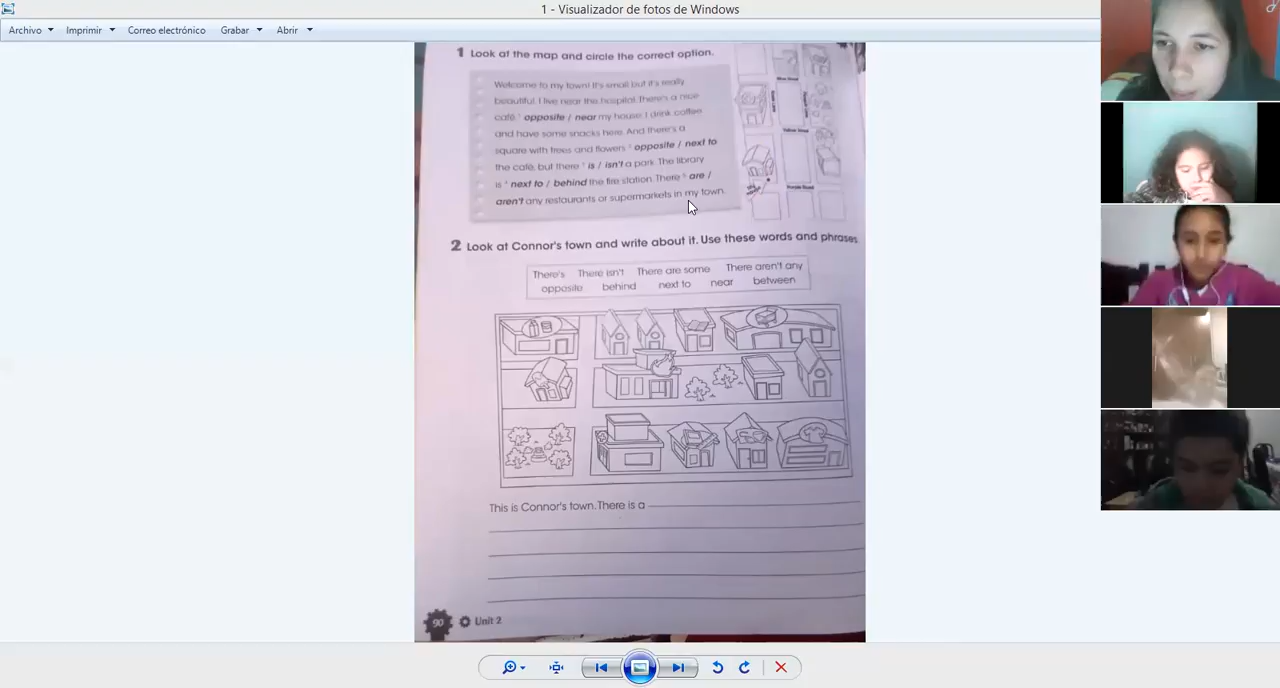 1 - Visualizador de fotos de Windows
Archivo Imprimir Correo electrónico Grabar Abrir
1 Look at the map and circle the correct option.
Welcome to my town! It's small but it's really
beautiful. I live near the hospital. There's a nice
café 1 opposite / near my house. I drink coffee
and have some snacks here. And there's a
square with trees and flowers 2 opposite / next to
the café, but there 3 is / isn't a park. The library
is 4 next to / behind the fire station. There 5 are /
aren't any restaurants or supermarkets in my town.
2 Look at Connor's town and write about it. Use these words and phrases
There's There isn't There are some There aren't any
opposite behind next to near between
This is Connor's town. There is a
90 Unit 2